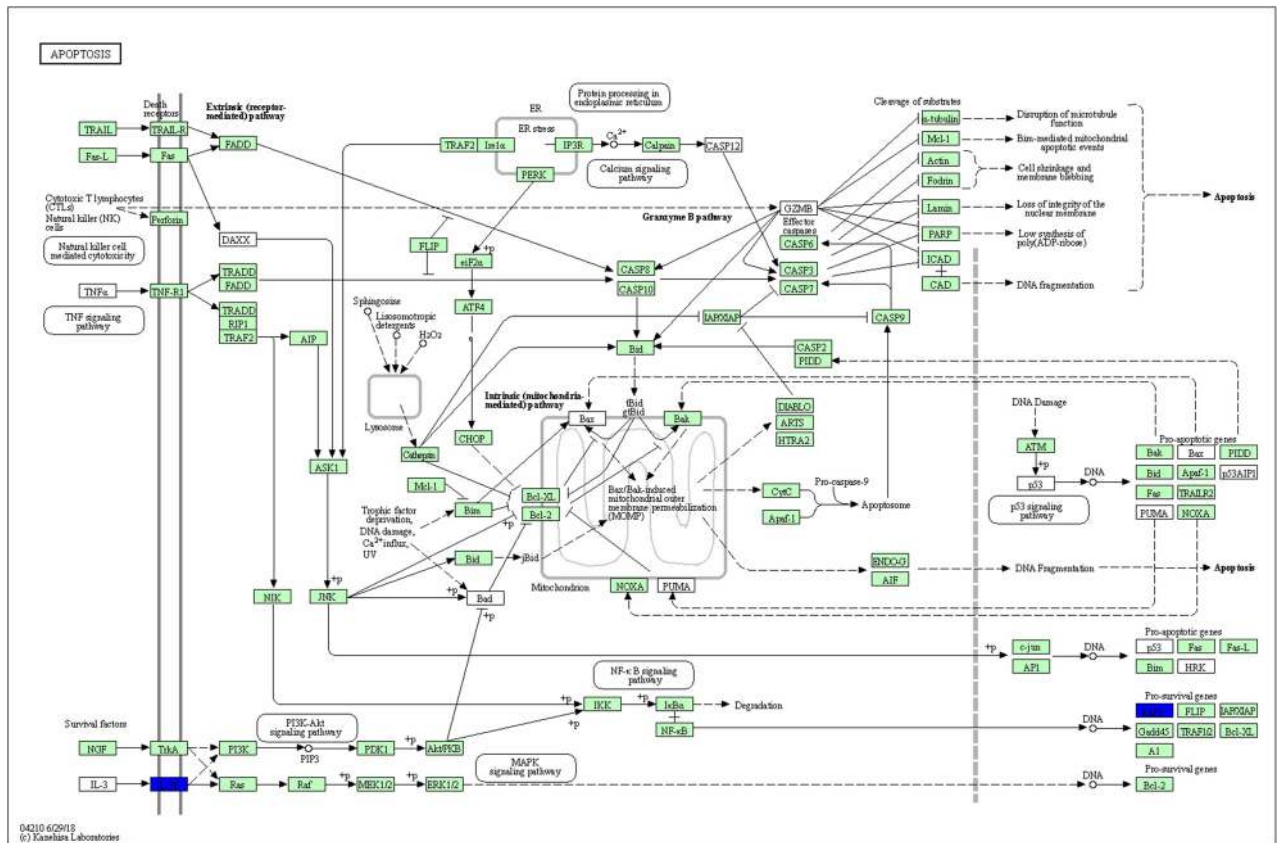 APOPTOSIS
Death
receptors
Extrinsic (receptor-
mediated) pathway
TRAIL
TRAIL-R
FADD
Fas-L
Fas
Cytotoxic T lymphocytes
(CTLs)
Natural killer (NK)
cells
Perforin
Natural killer cell
mediated cytotoxicity
DAXX
TNFα
TNF-R1
TRADD
FADD
TNF signaling
pathway
TRADD
RIP1
TRAF2
AIP
ER
ER stress
Protein processing in
endoplasmic reticulum
TRAF2
Ire1α
IP3R
Ca2+
Calpain
CASP12
PERK
Calcium signaling
pathway
Granzyme B pathway
GZMB
FLIP
+p
eiF2α
ATF4
CASP8
CASP10
Effector
caspases
CASP6
CASP3
CASP7
Cleavage of substrates
α-tubulin
Disruption of microtubule
function
Mcl-1
Bim-mediated mitochondrial
apoptotic events
Actin
Fodrin
Cell shrinkage and
membrane blebbing
Lamin
Loss of integrity of the
nuclear membrane
PARP
Low synthesis of
poly(ADP-ribose)
ICAD
CAD
DNA fragmentation
Apoptosis
Sphingosine
Lisosomotropic
detergents
H2O2
Lysosome
IAP/XIAP
CASP9
Bid
CASP2
PIDD
Intrinsic (mitochondria-
mediated) pathway
tBid
gtBid
Bax
Bak
DIABLO
ARTS
HTRA2
CHOP
Cathepsin
ASK1
Mcl-1
Bim
Bcl-XL
Bcl-2
+p
Bax/Bak-induced
mitochondrial outer
membrane permeabilization
(MOMP)
CytC
Apaf-1
Pro-caspase-9
Apoptosome
Trophic factor
deprivation,
DNA damage,
Ca2+ influx,
UV
Bid
jBid
Mitochondrion
NOXA
PUMA
ENDO-G
AIF
DNA Fragmentation
Apoptosis
DNA Damage
ATM
+p
p53
DNA
p53 signaling
pathway
Pro-apoptotic genes
Bak
Bax
PIDD
Bid
Apaf-1
p53AIP1
Fas
TRAILR2
PUMA
NOXA
NIK
+p
JNK
+p
Bad
+p
+p
c-jun
AP1
DNA
Pro-apoptotic genes
p53
Fas
Fas-L
Bim
HRK
NF-κB signaling
pathway
+p
IKK
+p
IκBα
Degradation
+p
NF-κB
DNA
Pro-survival genes
FLIP
IAP/XIAP
Gadd45
TRAF1/2
Bcl-XL
A1
Survival factors
PI3K-Akt
signaling pathway
NGF
TrkA
PI3K
PIP3
PDK1
+p
Akt/PKB
MAPK
signaling pathway
IL-3
Ras
Raf
+p
MEK1/2
+p
ERK1/2
DNA
Pro-survival genes
Bcl-2
04210 6/29/18
(c) Kanehisa Laboratories